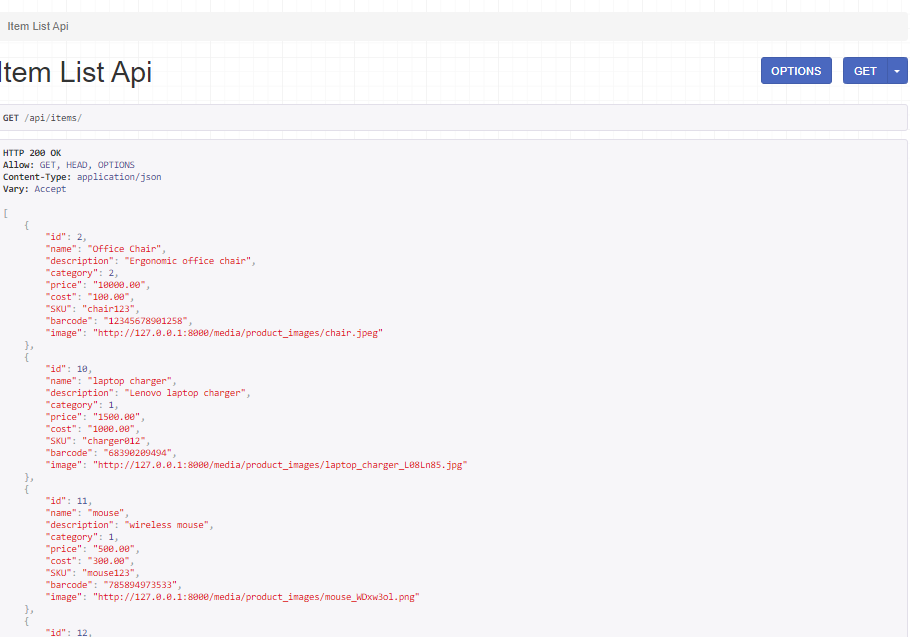 Item List Api
Item List Api
OPTIONS
GET
GET /api/items/
HTTP 200 OK
Allow: GET, HEAD, OPTIONS
Content-Type: application/json
Vary: Accept
[
{
"id": 2,
"name": "Office Chair",
"description": "Ergonomic office chair",
"category": 2,
"price": "10000.00",
"cost": "100.00",
"SKU": "chair123",
"barcode": "12345678901258",
"image": "http://127.0.0.1:8000/media/product_images/chair.jpeg"
},
{
"id": 10,
"name": "laptop charger",
"description": "Lenovo laptop charger",
"category": 1,
"price": "1500.00",
"cost": "1000.00",
"SKU": "charger012",
"barcode": "68390209494",
"image": "http://127.0.0.1:8000/media/product_images/laptop_charger_L08Ln85.jpg"
},
{
"id": 11,
"name": "mouse",
"description": "wireless mouse",
"category": 1,
"price": "500.00",
"cost": "300.00",
"SKU": "mouse123",
"barcode": "785894973533",
"image": "http://127.0.0.1:8000/media/product_images/mouse_WDxw3ol.png"
},
{
"id": 12,